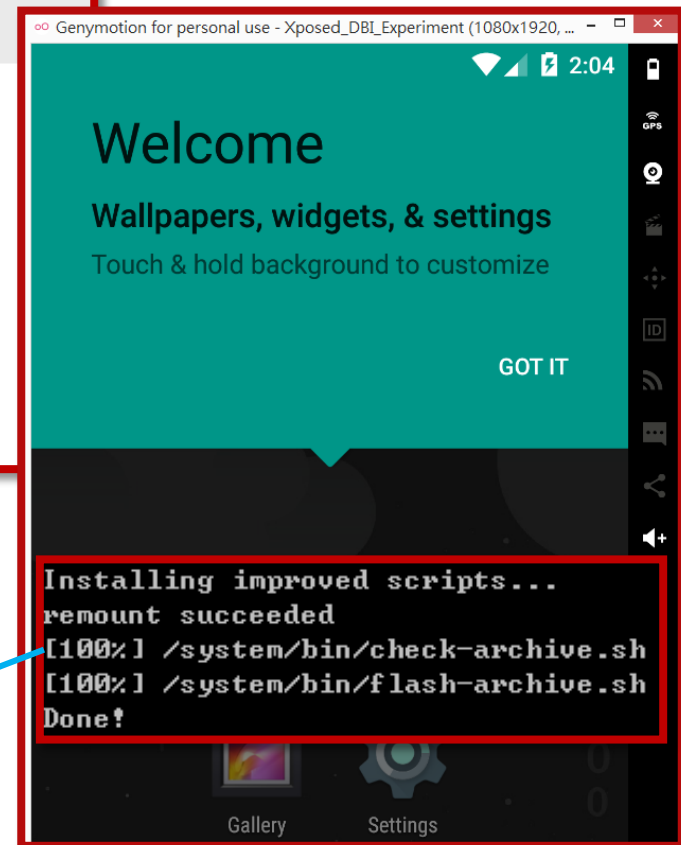 Genymotion for personal use - Xposed_DBI_Experiment (1080x1920, ...
2:04
GPS
Welcome
Wallpapers, widgets, & settings
Touch & hold background to customize
ID
GOT IT
Installing improved scripts...
remount succeeded
[100%] /system/bin/check-archive.sh
[100%] /system/bin/flash-archive.sh
Done!
0
0
Gallery
Settings